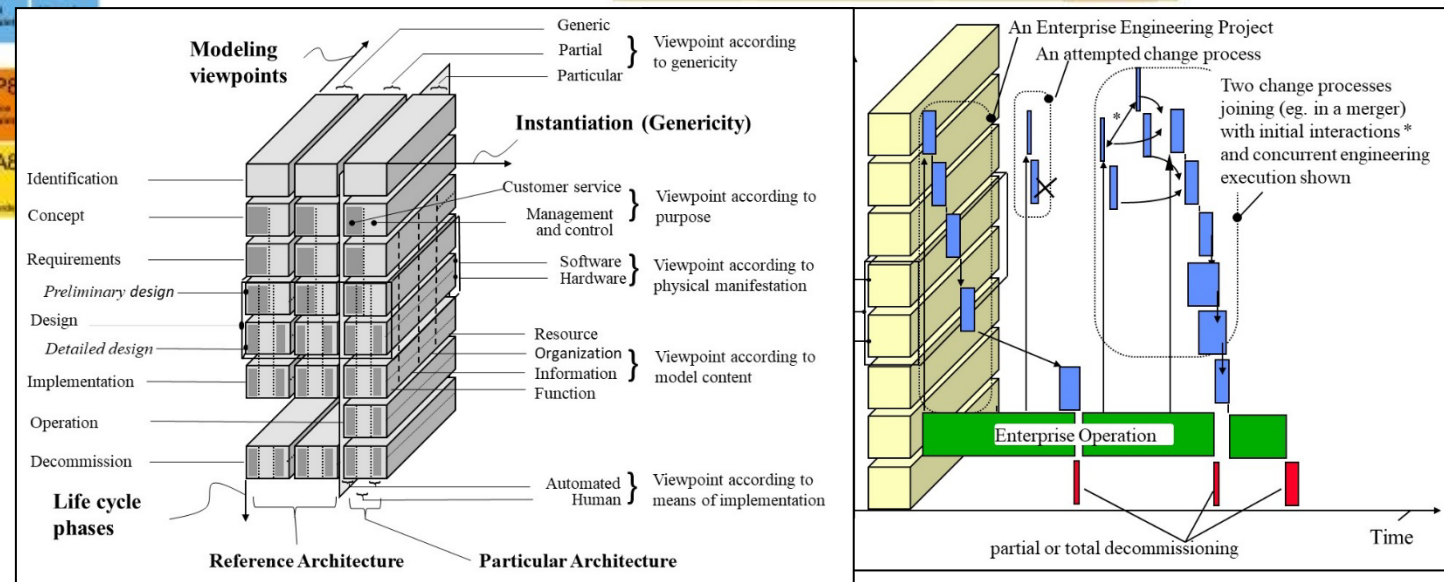 P8
A8
Modeling
viewpoints
Generic
Partial
Particular
Viewpoint according
to genericity
Instantiation (Genericity)
Identification
Concept
Requirements
Preliminary design
Design
Detailed design
Implementation
Operation
Decommission
Customer service
Management
and control
Viewpoint according to
purpose
Software
Hardware
Viewpoint according to
physical manifestation
Resource
Organization
Information
Function
Viewpoint according to
model content
Automated
Human
Viewpoint according to
means of implementation
Life cycle
phases
Reference Architecture
Particular Architecture
An Enterprise Engineering Project
An attempted change process
Two change processes
joining (eg. in a merger)
with initial interactions *
and concurrent engineering
execution shown
*
Enterprise Operation
Time
partial or total decommissioning